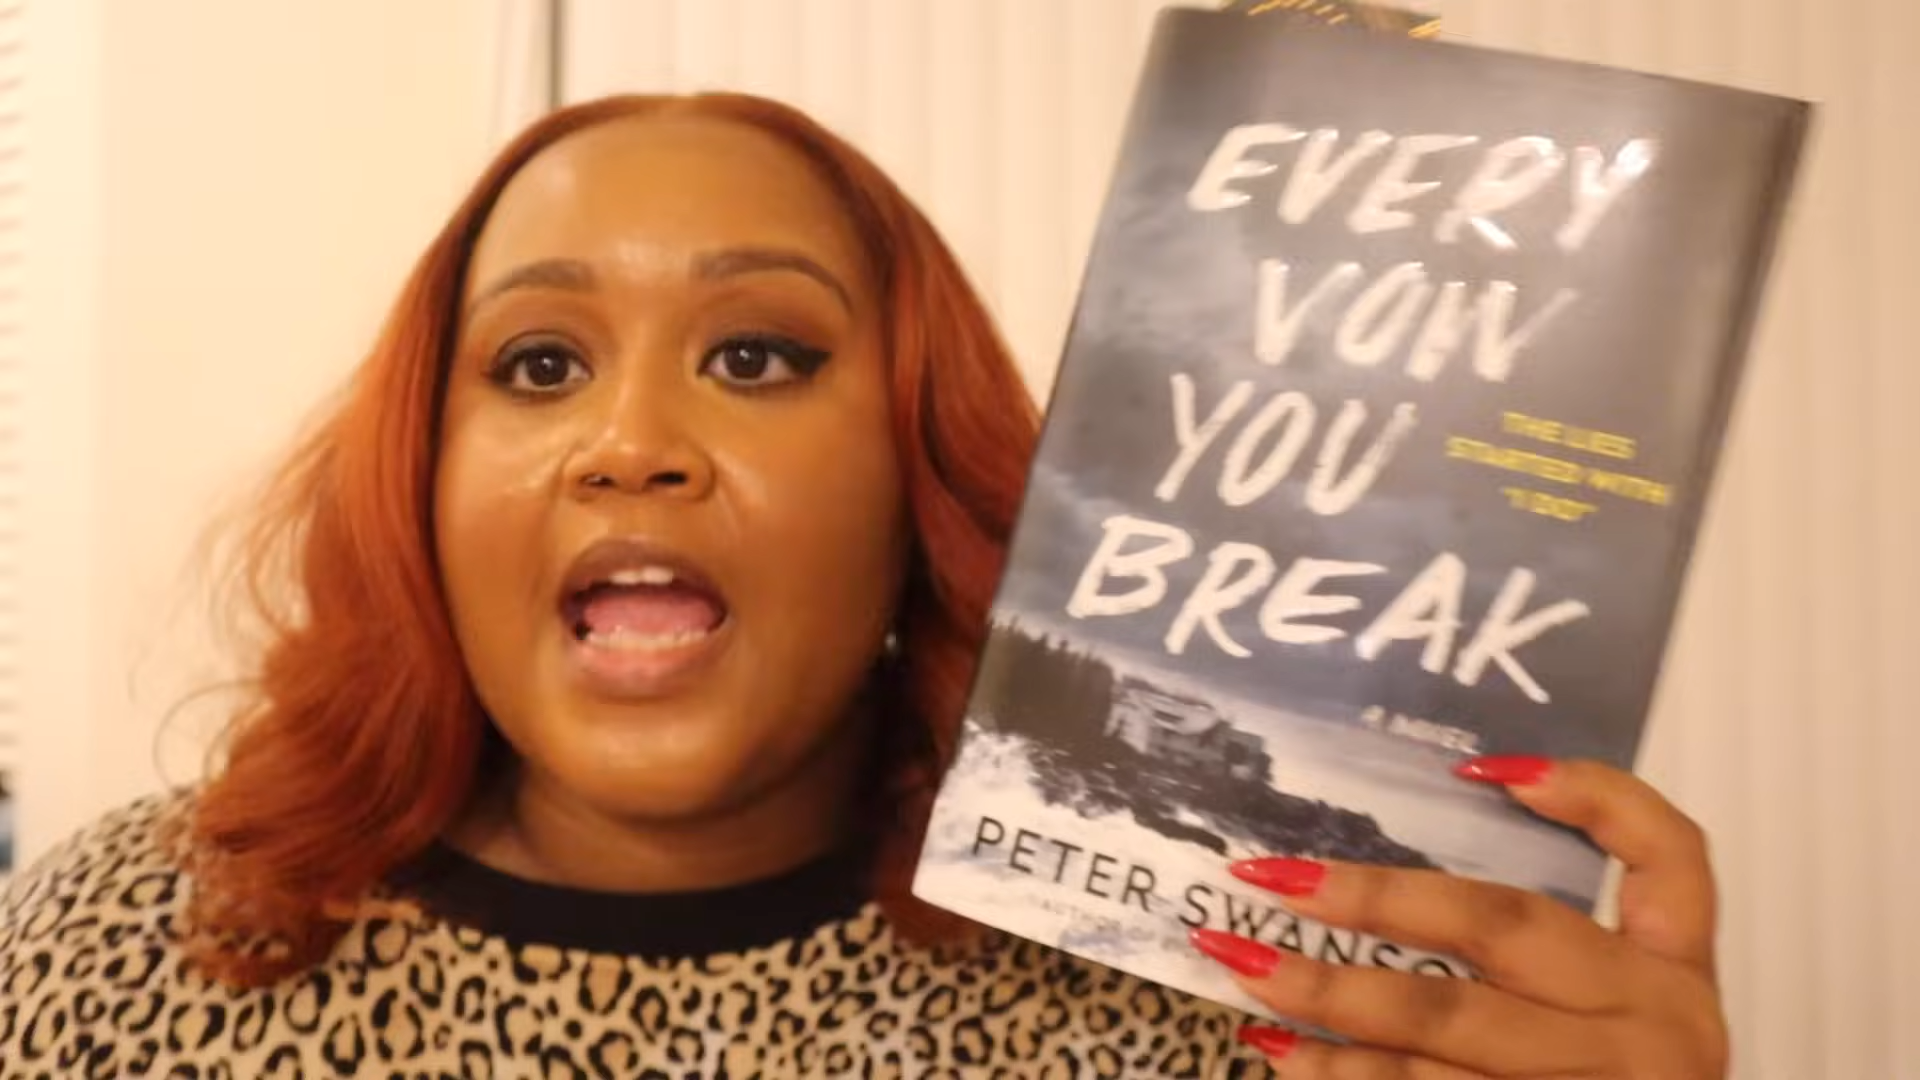 EVERY
VOW
YOU
BREAK
THE LIES
STARTED WITH
"I DO"
A NOVEL
PETER SWANSO